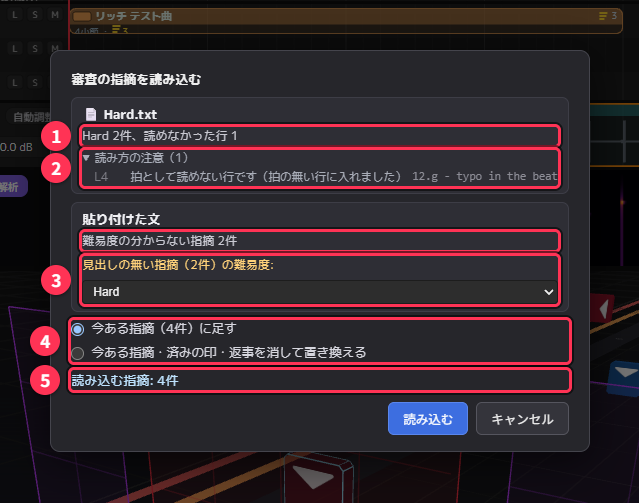 L S M
リッチ テスト曲
3
4小節・3
L S M
L S M
審査の指摘を読み込む
自動調整
Hard.txt
1
Hard 2件、読めなかった行 1
0.0 dB
2
▼ 読み方の注意（1）
L4 拍として読めない行です（拍の無い行に入れました） 12.g - typo in the beat
解析
貼り付けた文
難易度の分からない指摘 2件
3
見出しの無い指摘（2件）の難易度:
Hard
4
今ある指摘（4件）に足す
今ある指摘・済みの印・返事を消して置き換える
5
読み込む指摘: 4件
読み込む
キャンセル